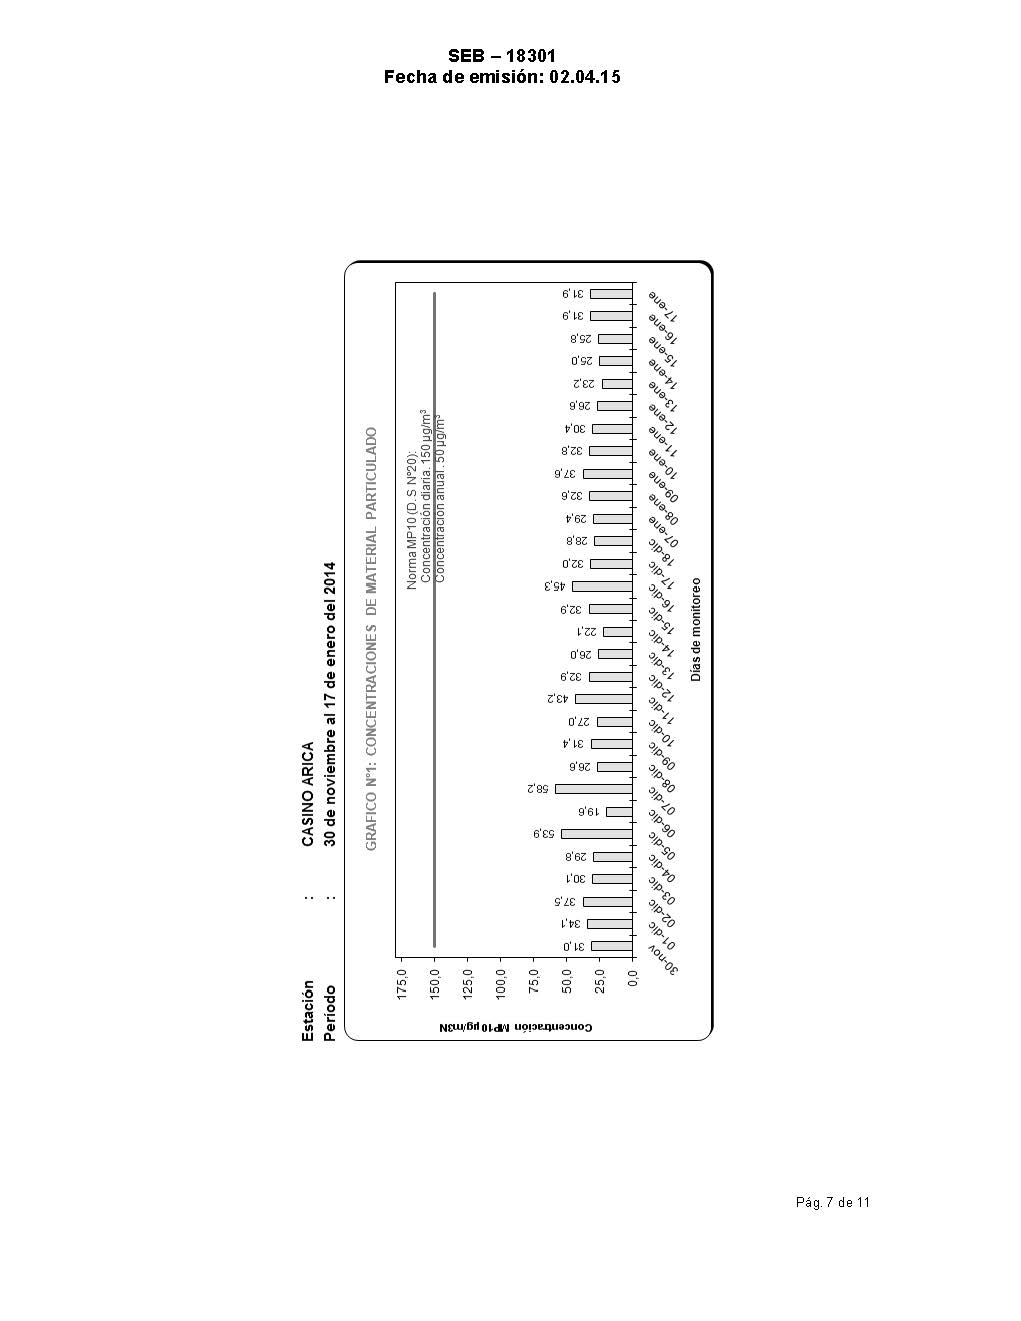 SEB – 18301
Fecha de emisión: 02.04.15
Estación : CASINO ARICA
Período : 30 de noviembre al 17 de enero del 2014
GRAFICO Nº1: CONCENTRACIONES DE MATERIAL PARTICULADO
Norma MP10 (D.S Nº20):
Concentración diaria. 150 µg/m³
Concentracion anual . 50 µg/m³
Concentración MP10 µg/m3N
175,0
150,0
125,0
100,0
75,0
50,0
25,0
0,0
31,0
34,1
37,5
30,1
29,8
53,9
19,6
58,2
26,6
31,4
27,0
43,2
32,9
26,0
22,1
32,9
45,3
32,0
28,8
29,4
32,6
37,6
32,8
30,4
26,6
23,2
25,0
25,8
31,9
31,9
30-nov
01-dic
02-dic
03-dic
04-dic
05-dic
06-dic
07-dic
08-dic
09-dic
10-dic
11-dic
12-dic
13-dic
14-dic
15-dic
16-dic
17-dic
18-dic
07-ene
08-ene
09-ene
10-ene
11-ene
12-ene
13-ene
14-ene
15-ene
16-ene
17-ene
Días de monitoreo
Pág. 7 de 11